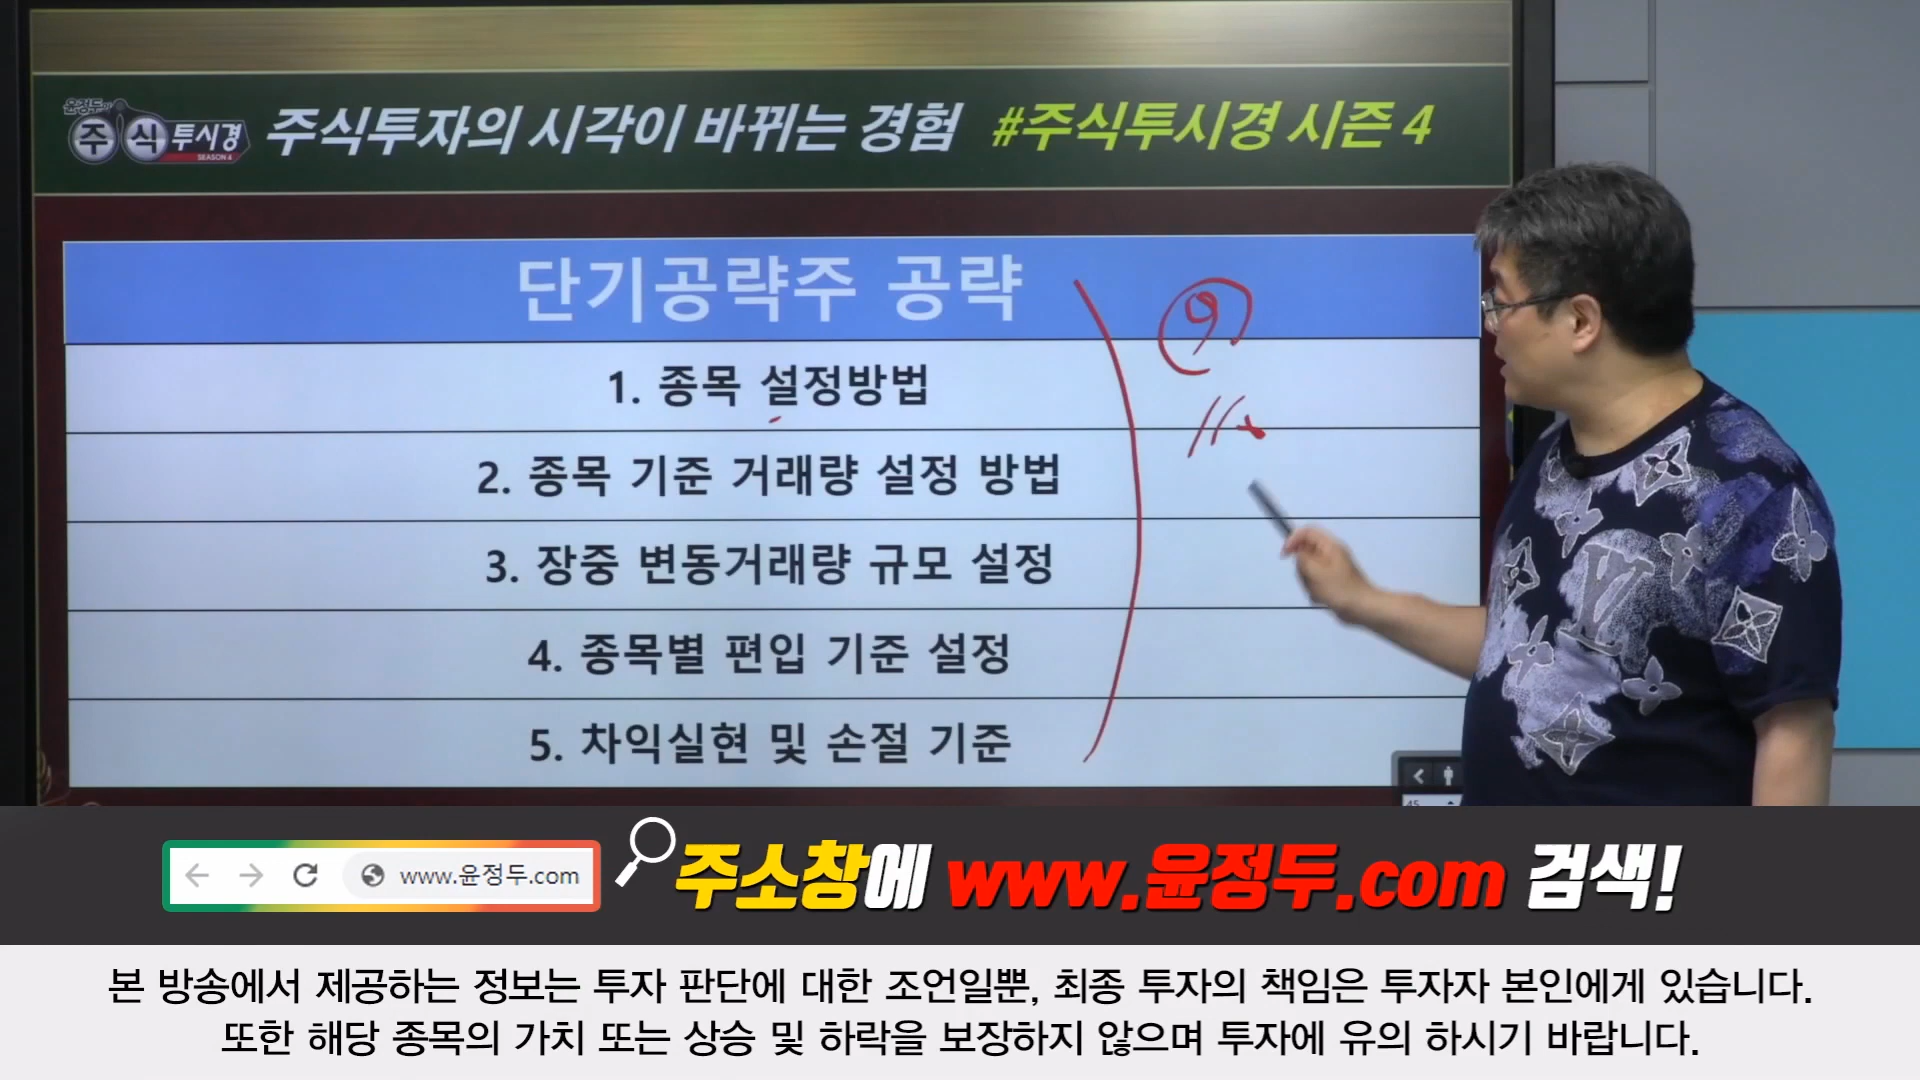 윤정두의
주식투시경
SEASON 4
주식투자의 시각이 바뀌는 경험 #주식투시경 시즌 4
단기공략주 공략
1. 종목 설정방법
2. 종목 기준 거래량 설정 방법
3. 장중 변동거래량 규모 설정
4. 종목별 편입 기준 설정
5. 차익실현 및 손절 기준
9
45
www.윤정두.com
주소창에 www.윤정두.com 검색!
본 방송에서 제공하는 정보는 투자 판단에 대한 조언일뿐, 최종 투자의 책임은 투자자 본인에게 있습니다.
또한 해당 종목의 가치 또는 상승 및 하락을 보장하지 않으며 투자에 유의 하시기 바랍니다.